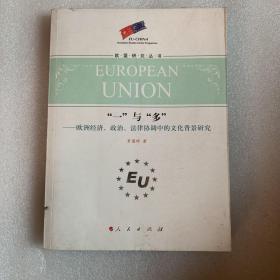 EU-CHINA
欧盟研究丛书
EUROPEAN
UNION
“一”与“多”
——欧洲经济、政治、法律协调中的文化背景研究
著
EU
人民出版社